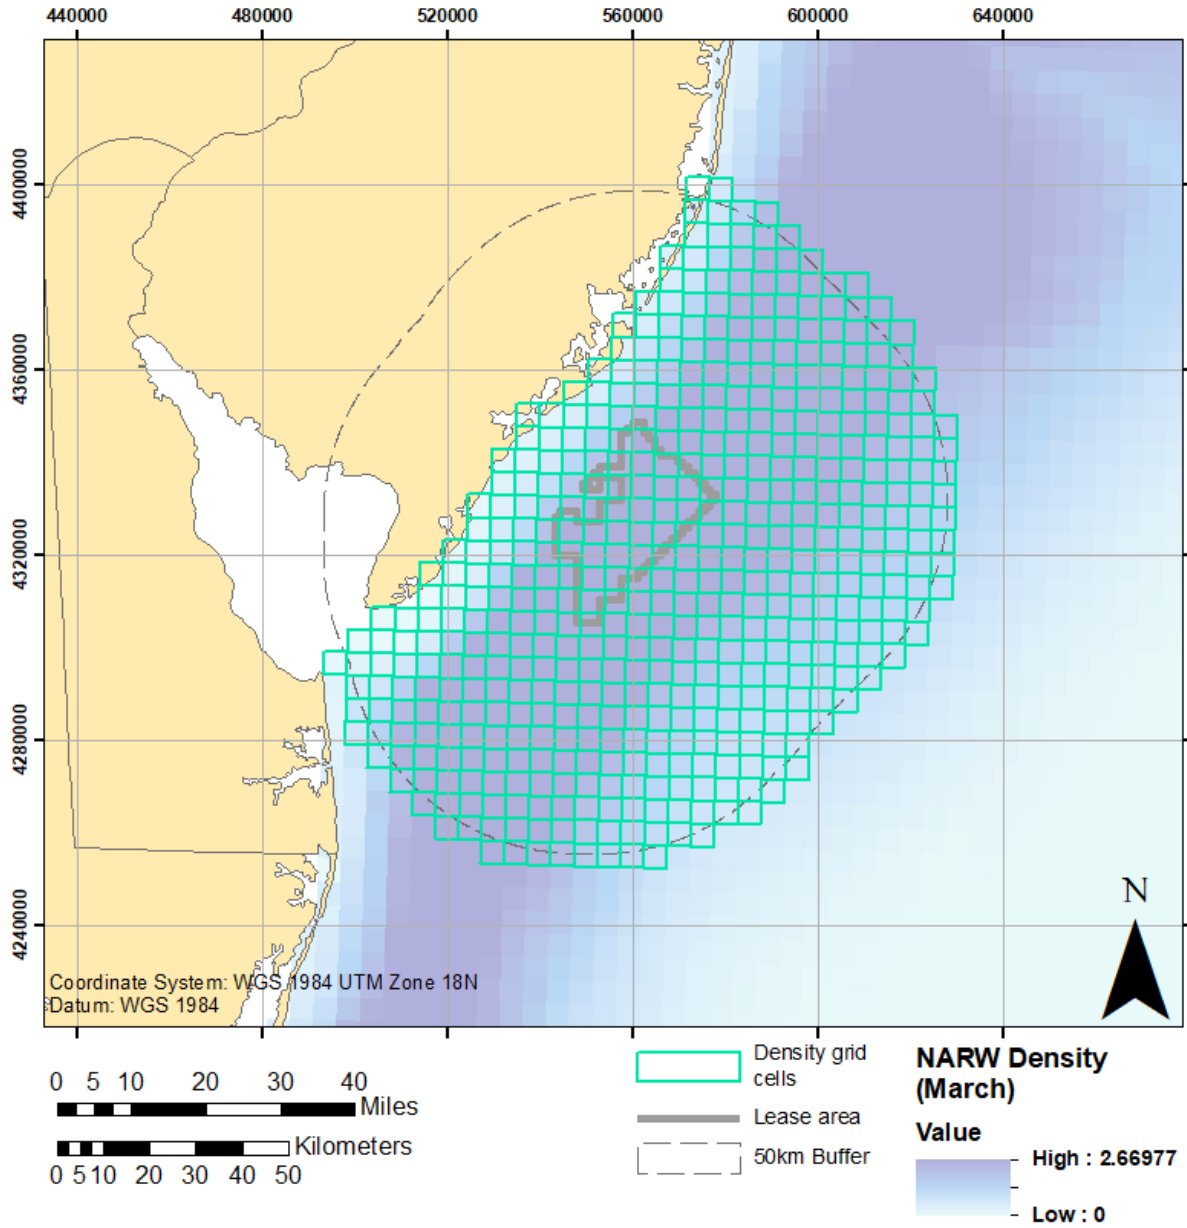 440000 480000 520000 560000 600000 640000
4400000
4360000
4320000
4280000
4240000
N
Coordinate System: WGS 1984 UTM Zone 18N
Datum: WGS 1984
0 5 10 20 30 40
Miles
Kilometers
0 5 10 20 30 40 50
Density grid
cells
Lease area
50km Buffer
NARW Density
(March)
Value
High : 2.66977
Low : 0